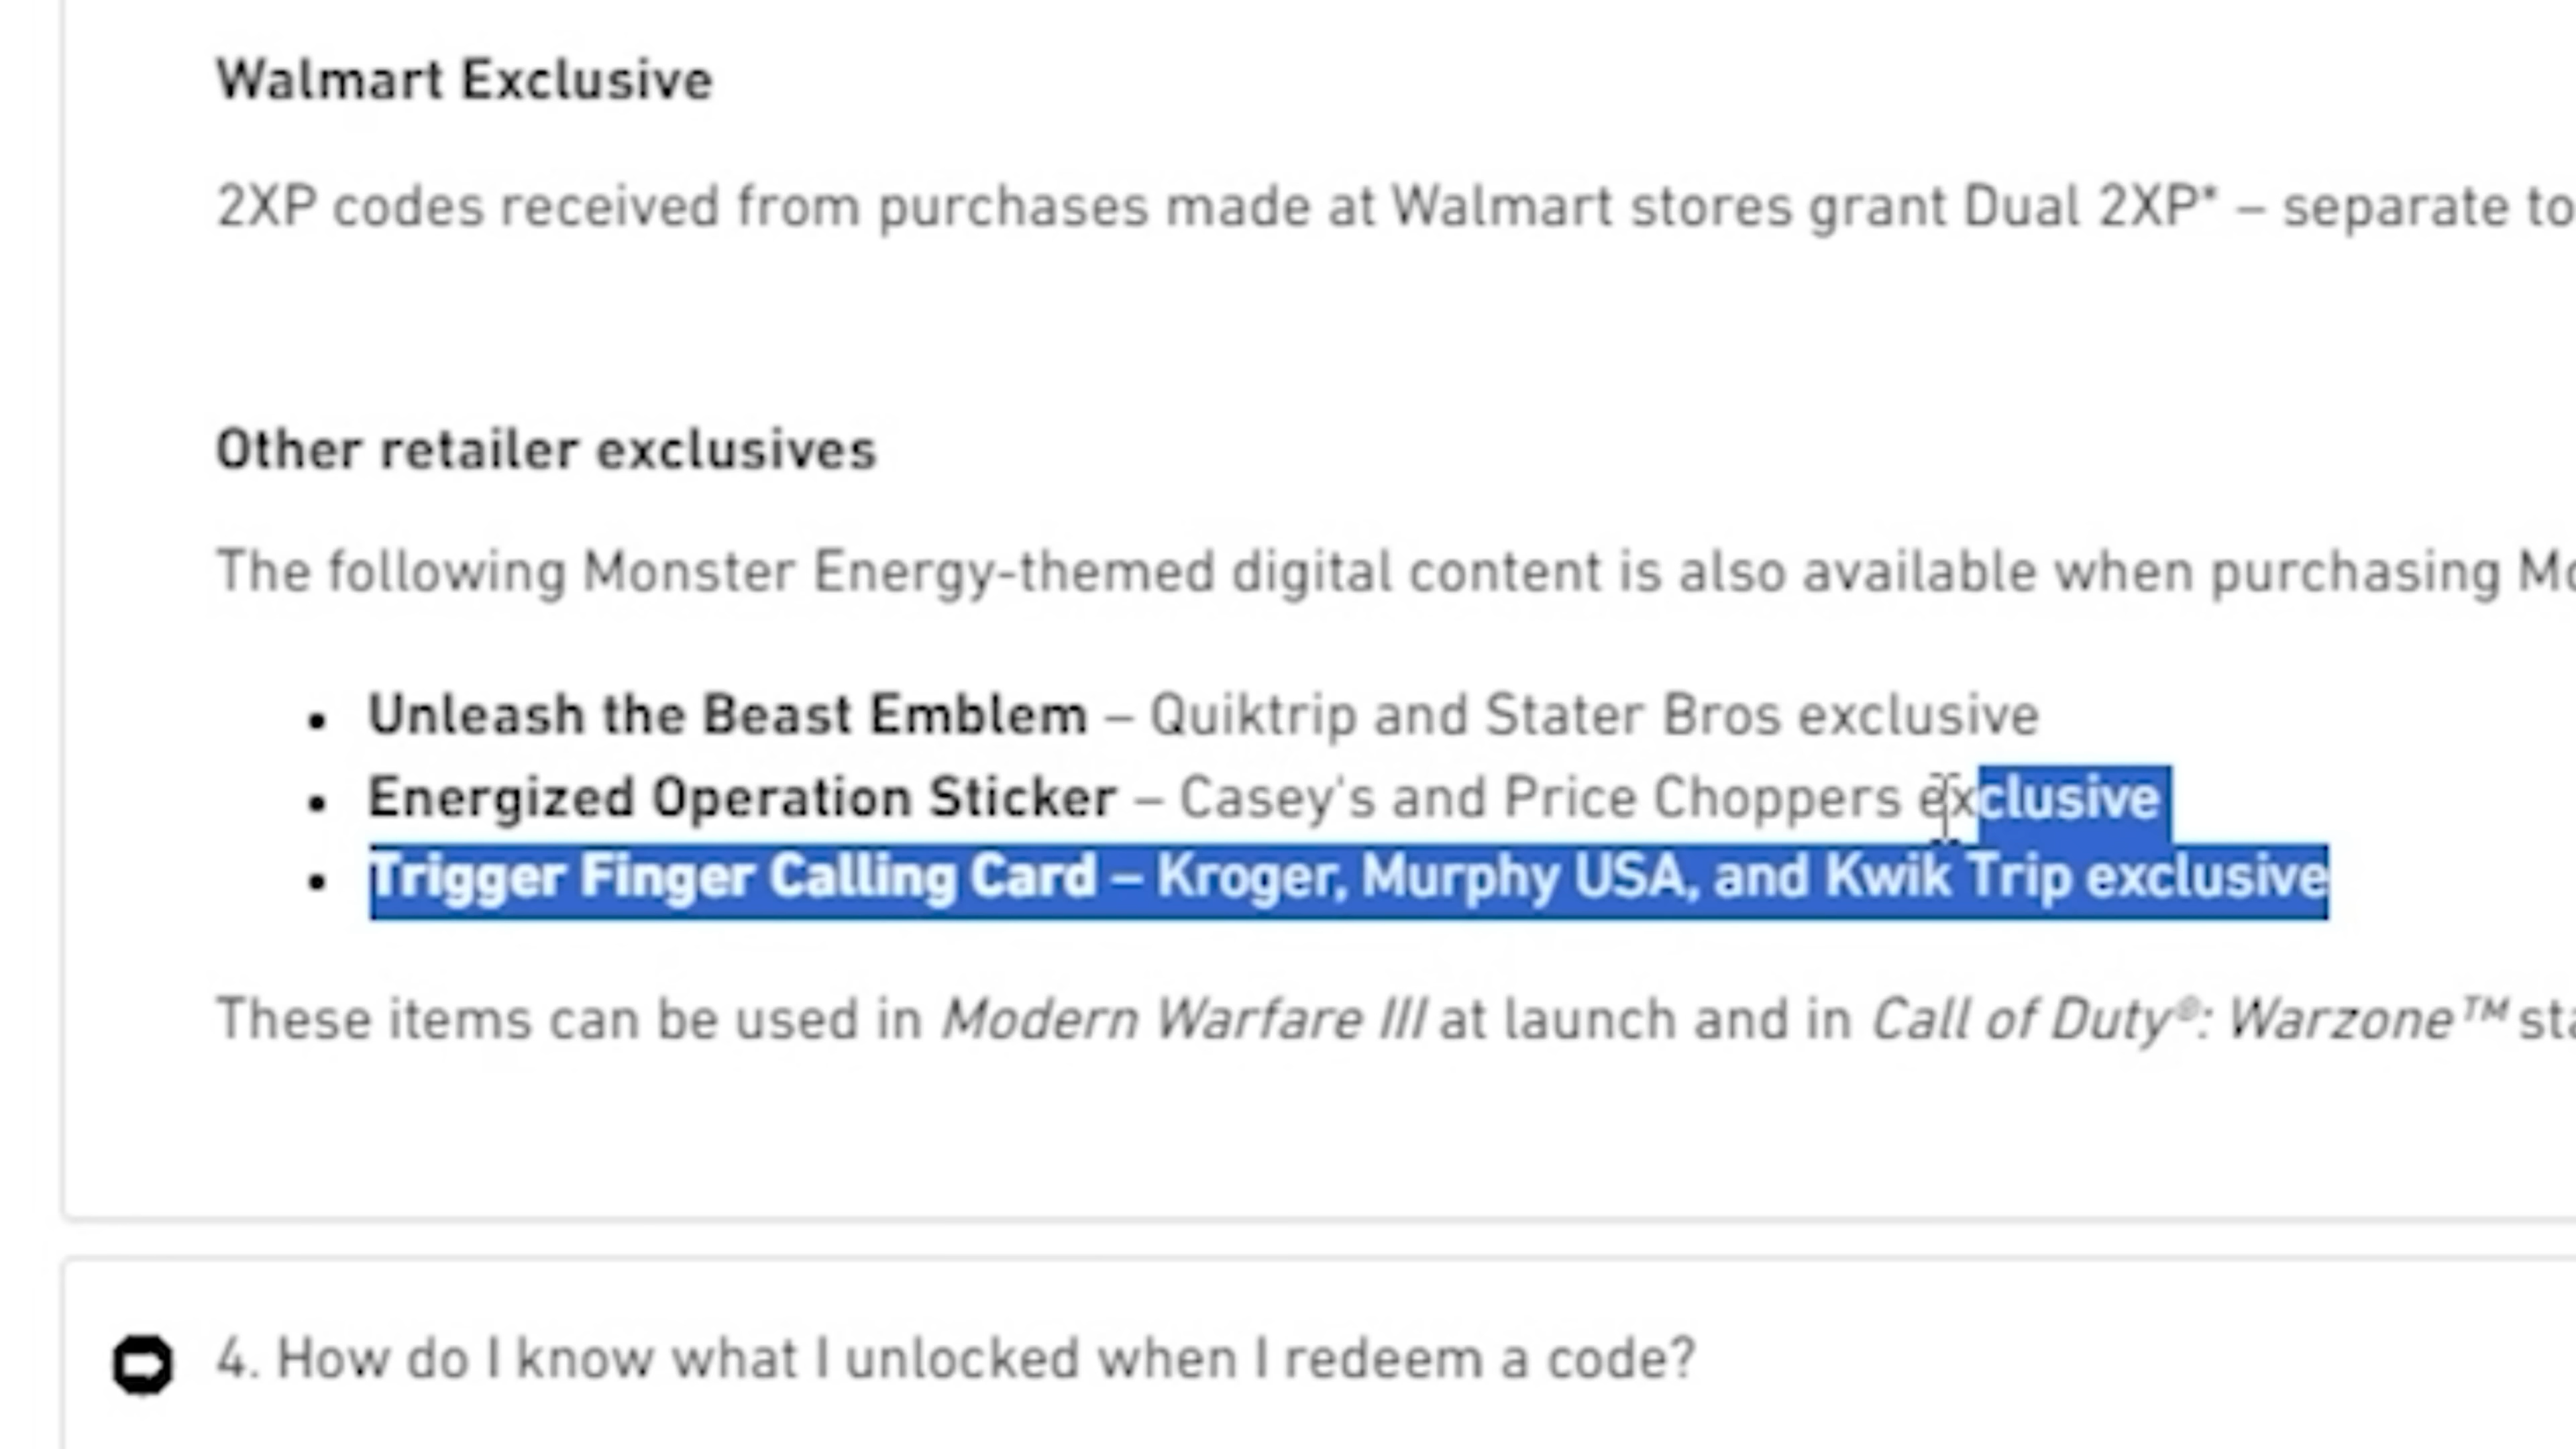 Walmart Exclusive
2XP codes received from purchases made at Walmart stores grant Dual 2XP* – separate to
Other retailer exclusives
The following Monster Energy-themed digital content is also available when purchasing Mo
• Unleash the Beast Emblem – Quiktrip and Stater Bros exclusive
• Energized Operation Sticker – Casey's and Price Choppers exclusive
• Trigger Finger Calling Card – Kroger, Murphy USA, and Kwik Trip exclusive
These items can be used in Modern Warfare III at launch and in Call of Duty®: Warzone™ sta
4. How do I know what I unlocked when I redeem a code?